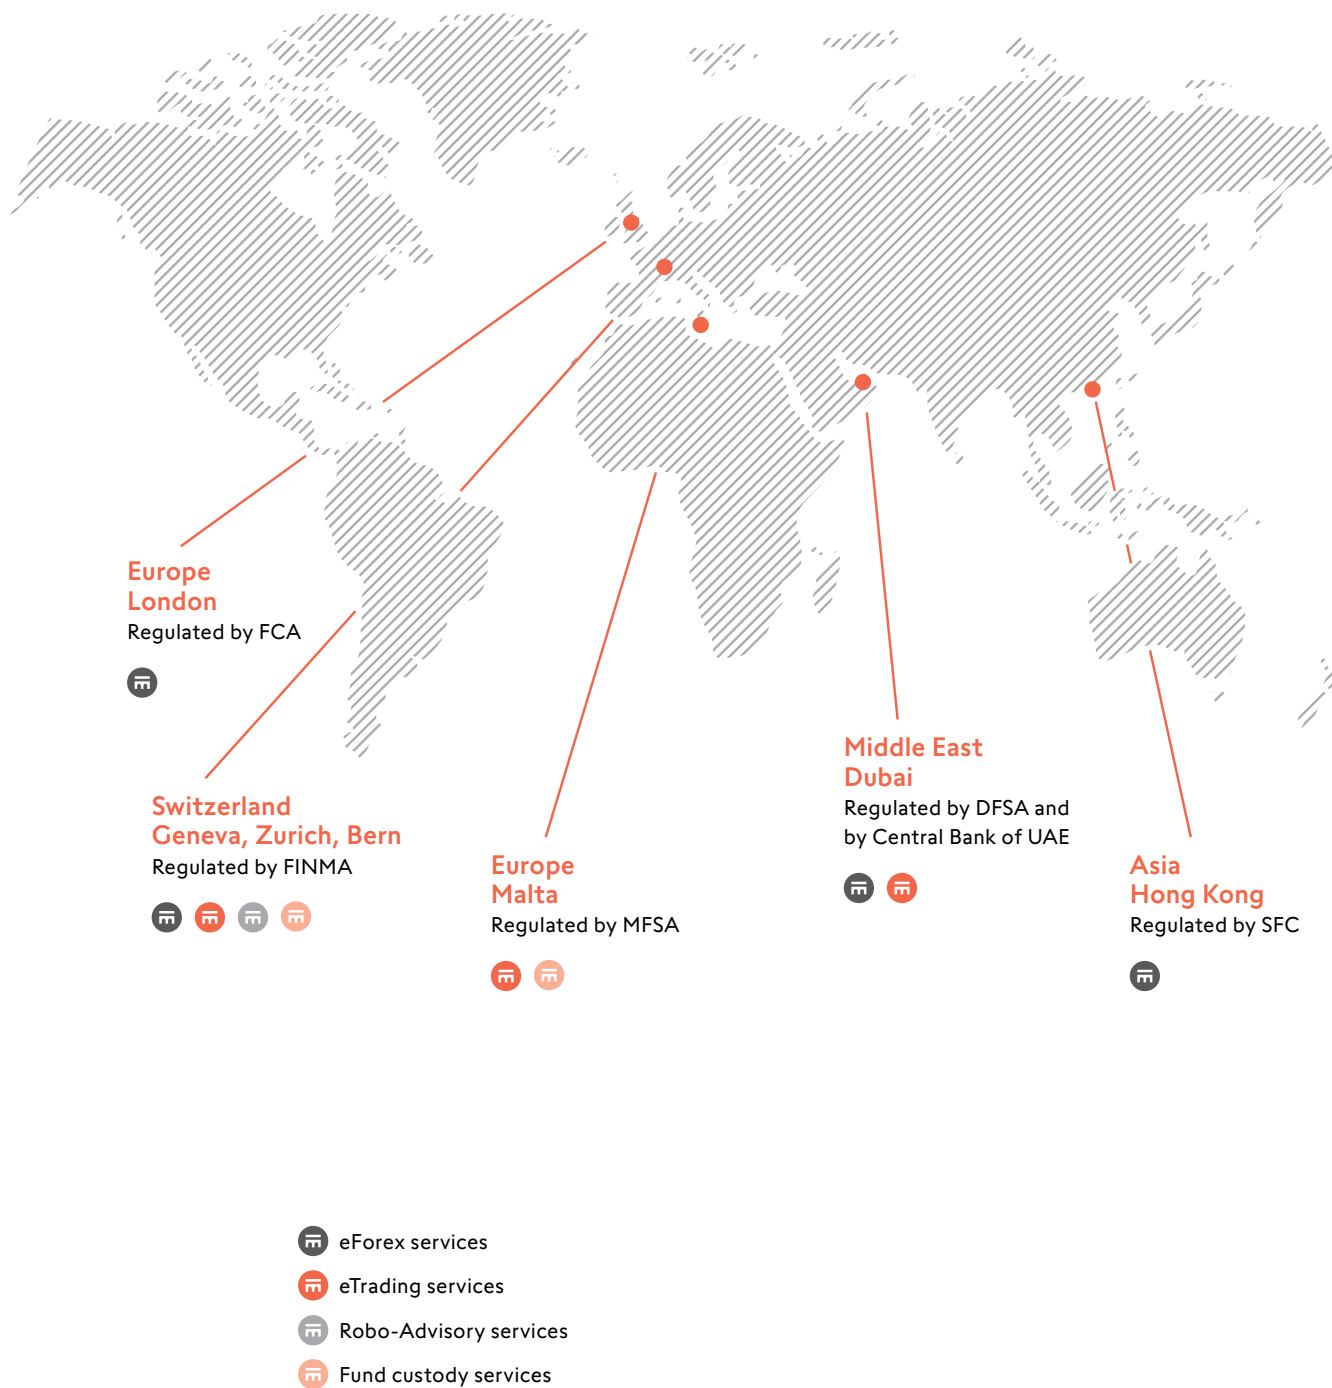 Europe
London
Regulated by FCA
Switzerland
Geneva, Zurich, Bern
Regulated by FINMA
Europe
Malta
Regulated by MFSA
Middle East
Dubai
Regulated by DFSA and
by Central Bank of UAE
Asia
Hong Kong
Regulated by SFC
eForex services
eTrading services
Robo-Advisory services
Fund custody services